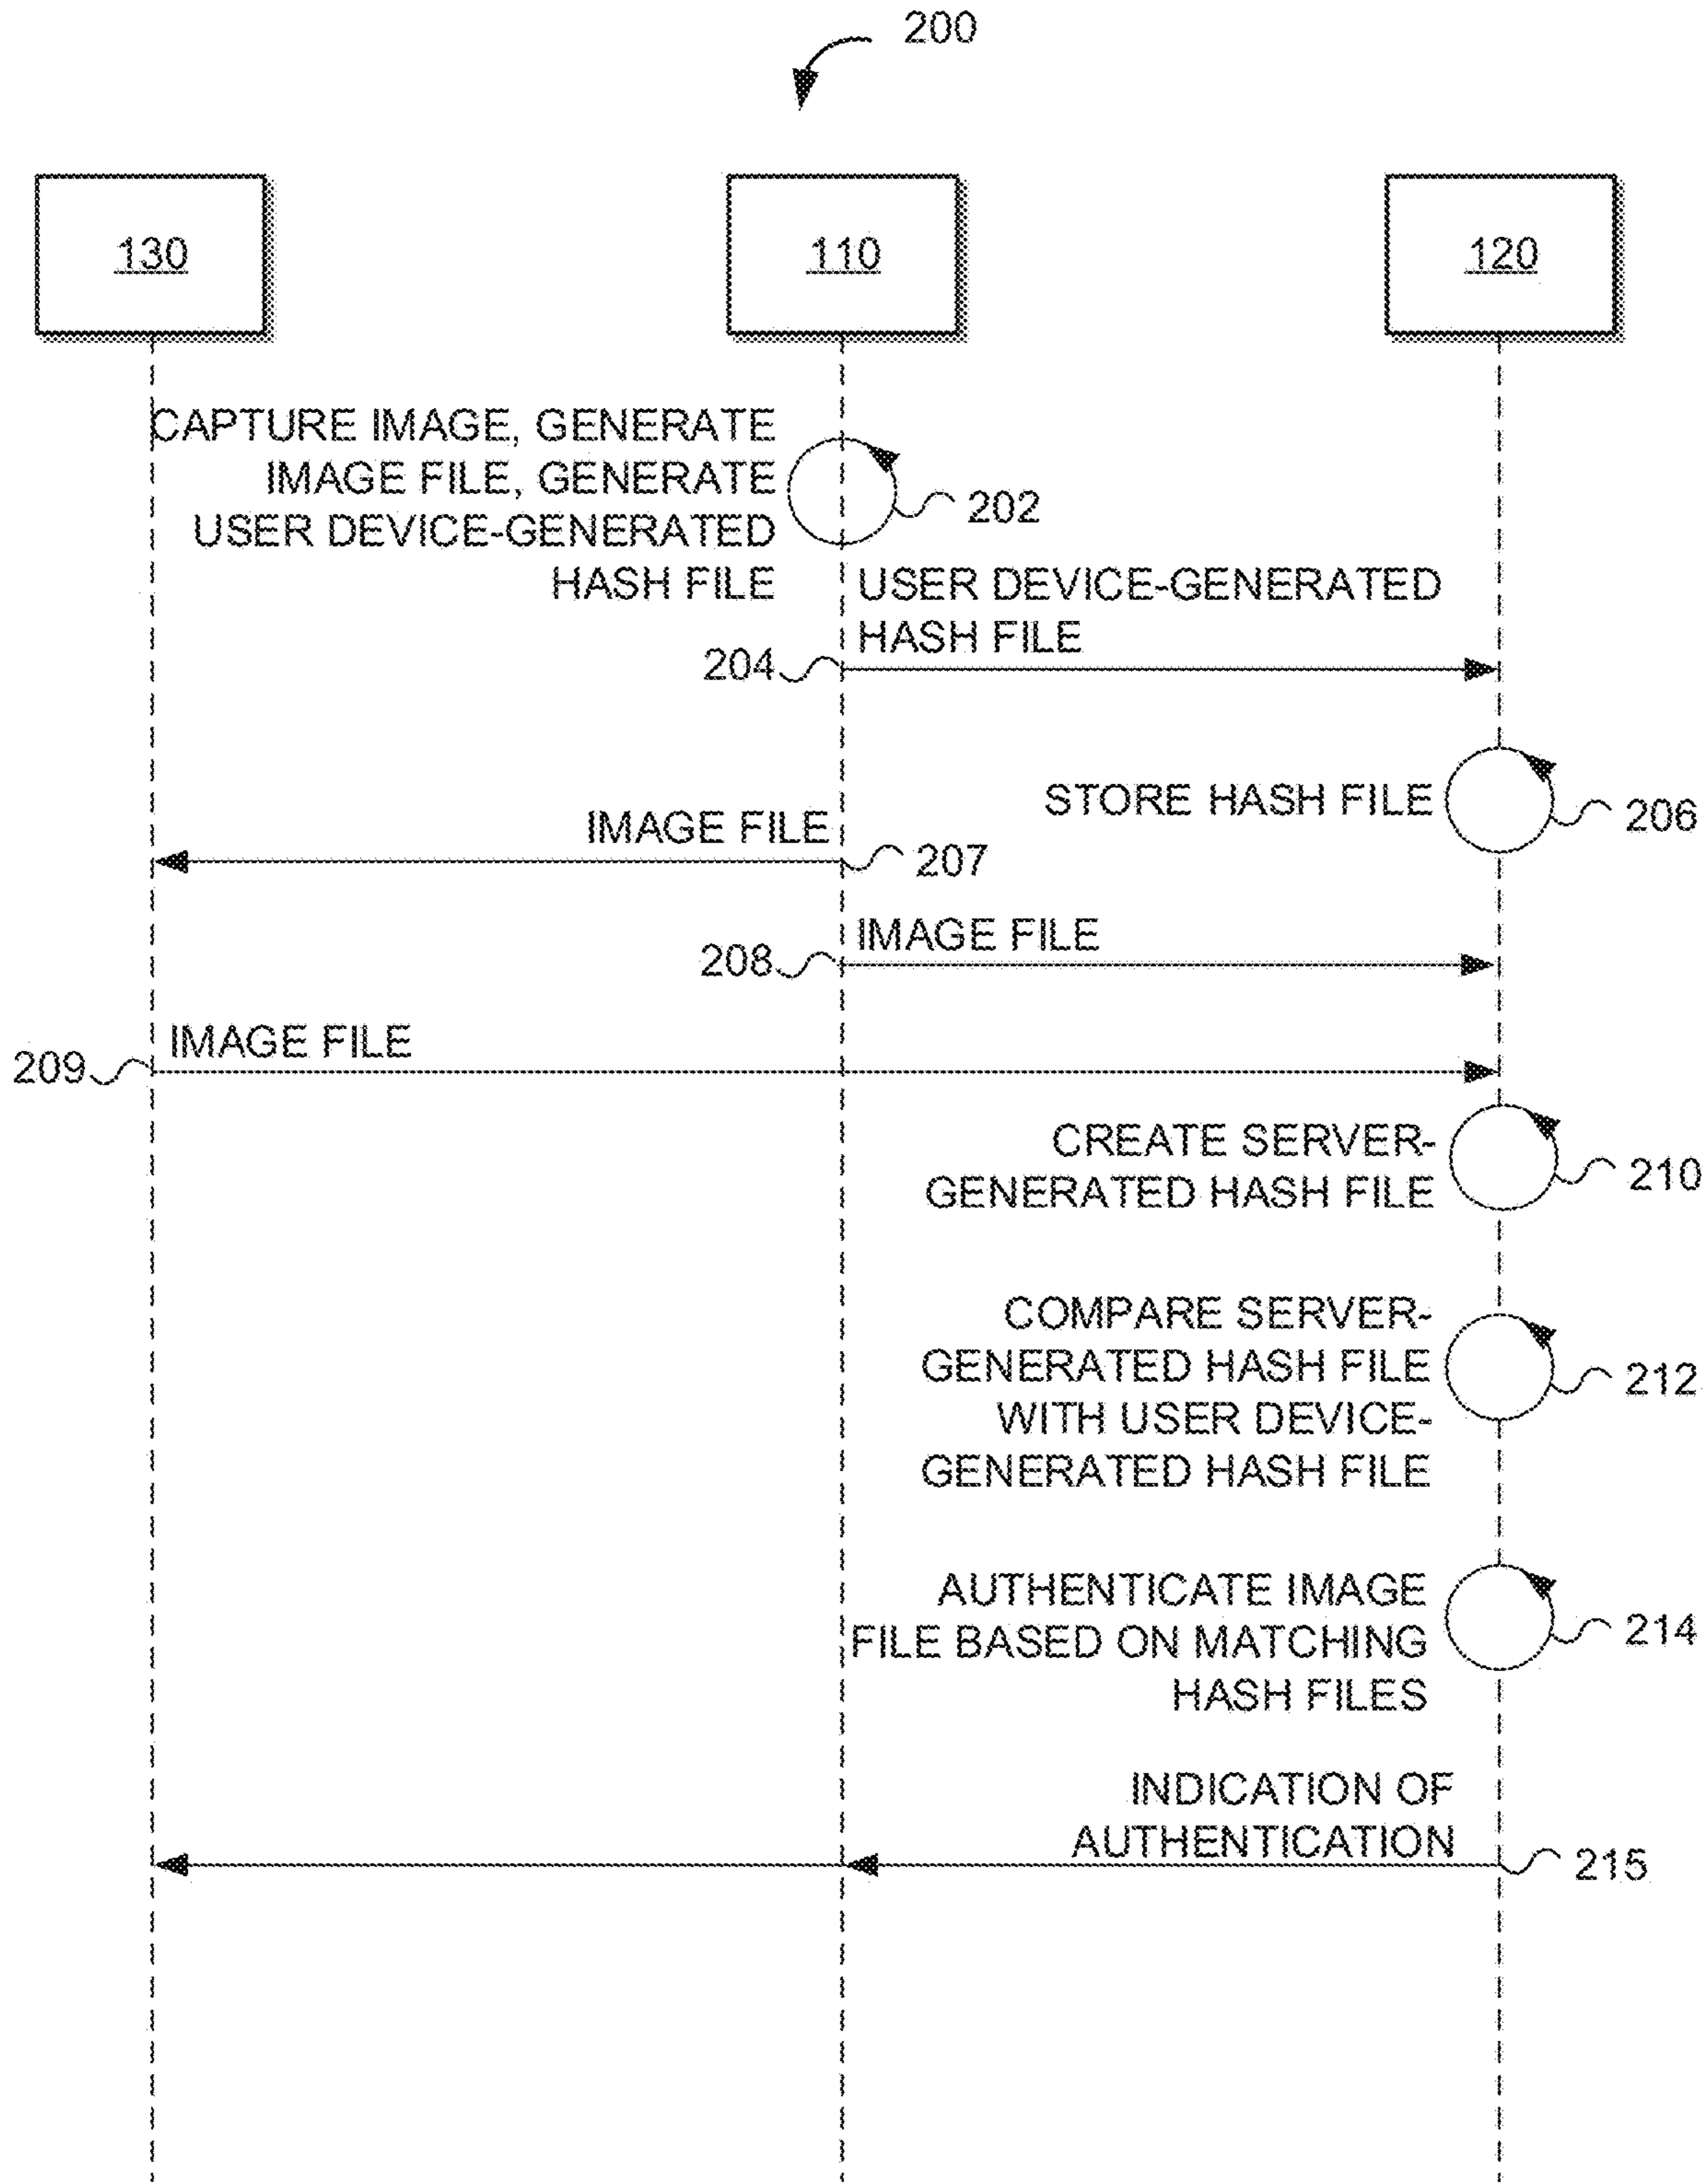 200
130
110
120
CAPTURE IMAGE, GENERATE
IMAGE FILE, GENERATE
USER DEVICE-GENERATED
HASH FILE
202
USER DEVICE-GENERATED
HASH FILE
204
STORE HASH FILE
206
IMAGE FILE
207
IMAGE FILE
208
IMAGE FILE
209
CREATE SERVER-
GENERATED HASH FILE
210
COMPARE SERVER-
GENERATED HASH FILE
WITH USER DEVICE-
GENERATED HASH FILE
212
AUTHENTICATE IMAGE
FILE BASED ON MATCHING
HASH FILES
214
INDICATION OF
AUTHENTICATION
215